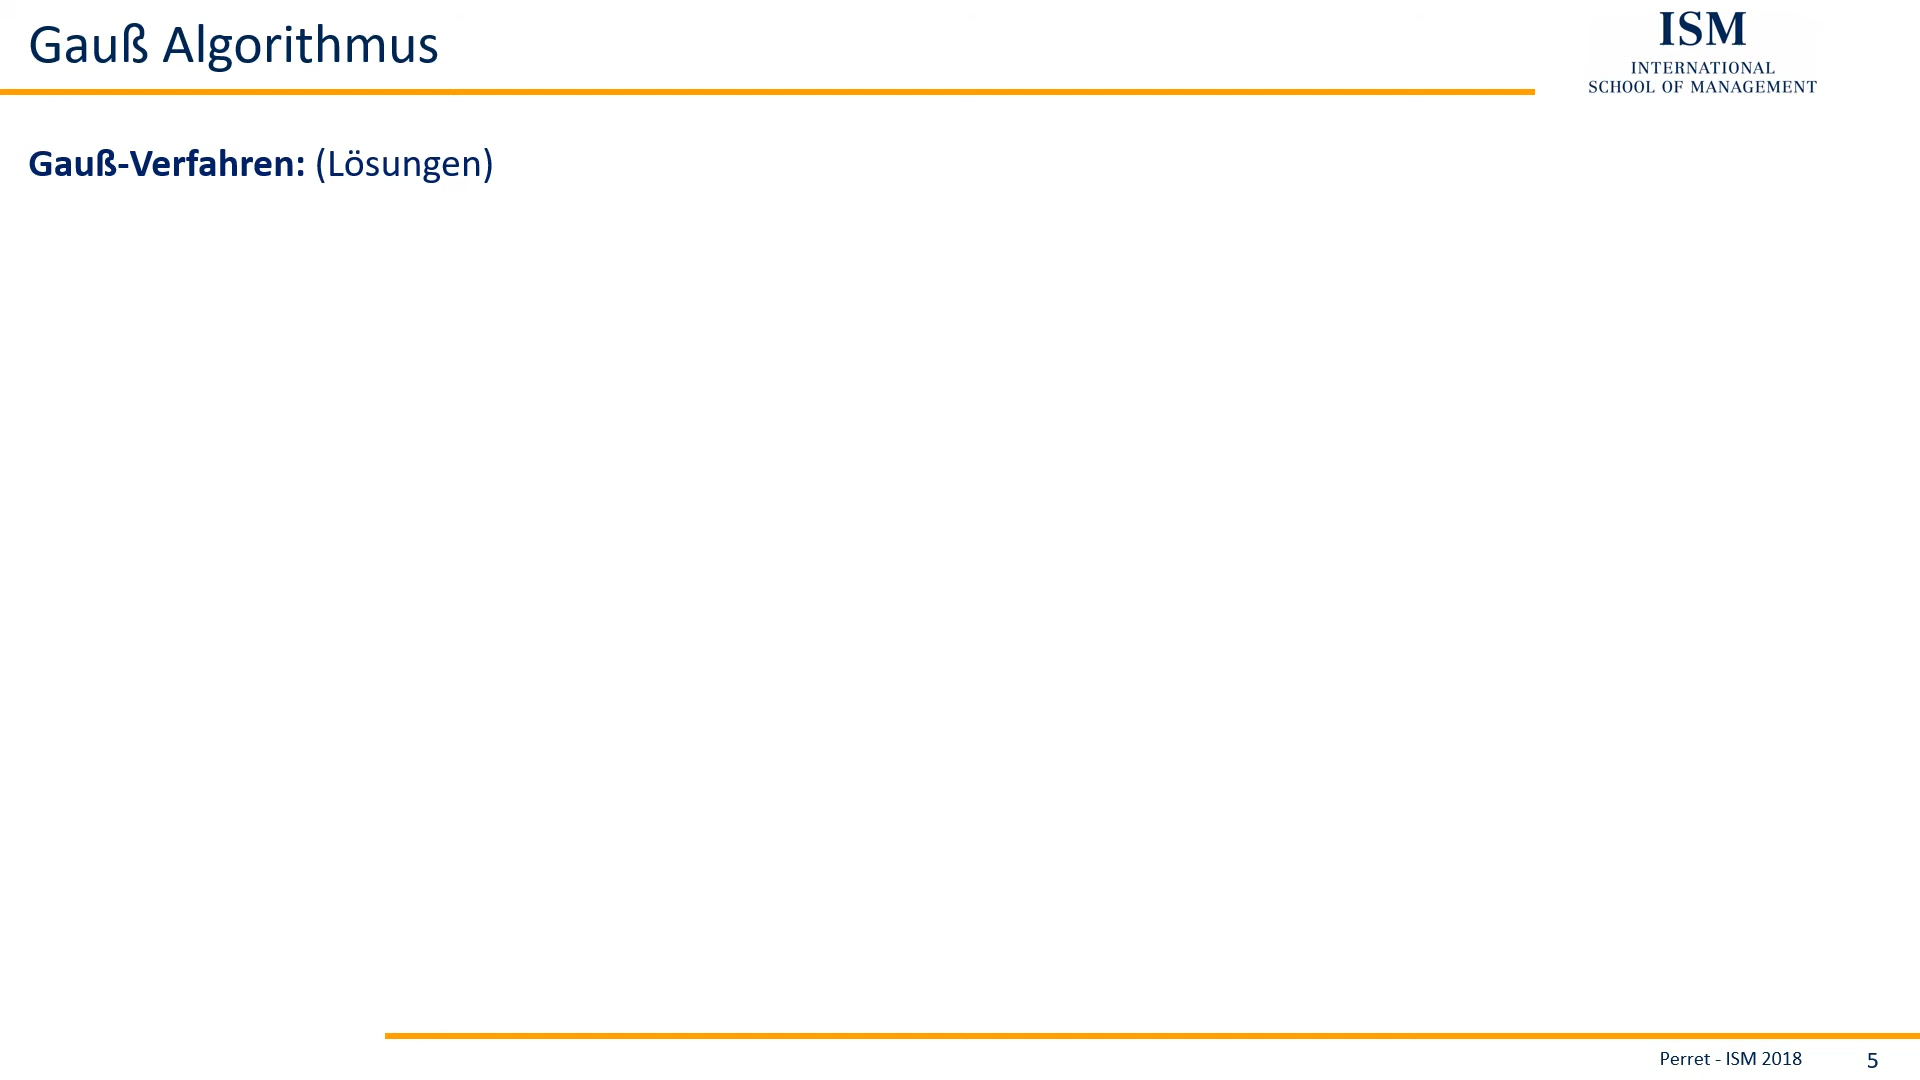 Gauß Algorithmus
ISM
INTERNATIONAL
SCHOOL OF MANAGEMENT
Gauß-Verfahren: (Lösungen)
Perret - ISM 2018
5